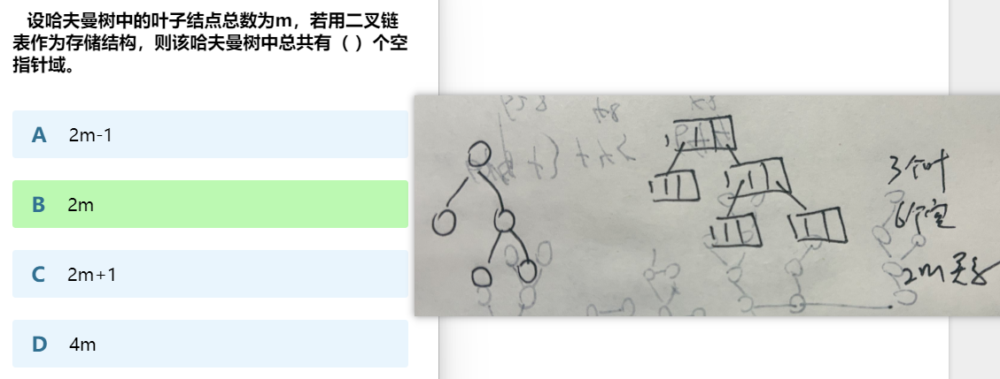 设哈夫曼树中的叶子结点总数为m，若用二叉链
表作为存储结构，则该哈夫曼树中总共有（ ）个空
指针域。
A 2m-1
B 2m
C 2m+1
D 4m
3个叶
6个空
2m关系